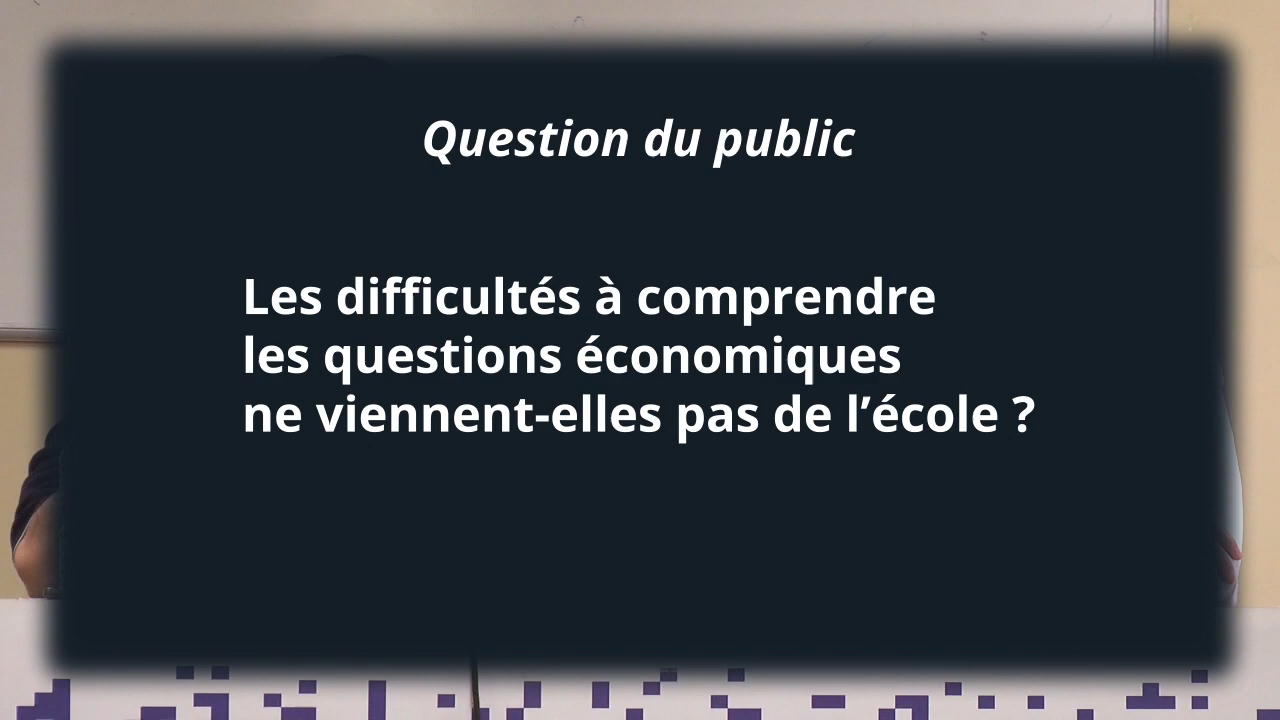 Question du public
Les difficultés à comprendre
les questions économiques
ne viennent-elles pas de l’école ?